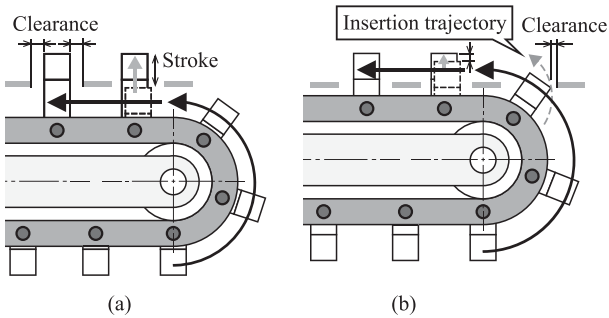 Clearance
Stroke
(a)
Insertion trajectory
Clearance
(b)